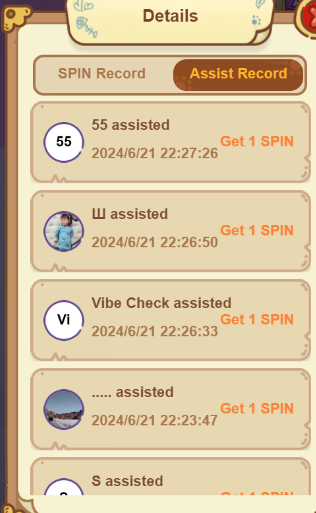 Details
SPIN Record
Assist Record
55
55 assisted
2024/6/21 22:27:26
Get 1 SPIN
Ш assisted
2024/6/21 22:26:50
Get 1 SPIN
Vi
Vibe Check assisted
2024/6/21 22:26:33
Get 1 SPIN
..... assisted
2024/6/21 22:23:47
Get 1 SPIN
S assisted